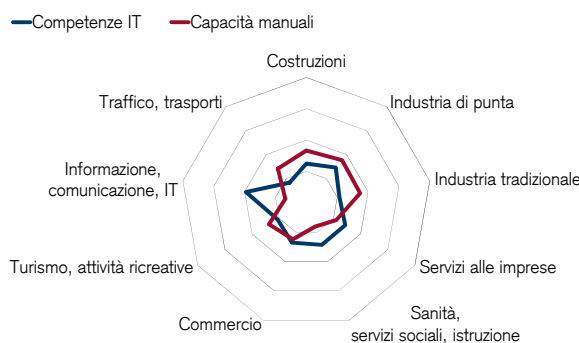 Competenze IT
Capacità manuali
Costruzioni
Traffico, trasporti
Industria di punta
Informazione,
comunicazione, IT
Industria tradizionale
Turismo, attività ricreative
Servizi alle imprese
Commercio
Sanità,
servizi sociali, istruzione